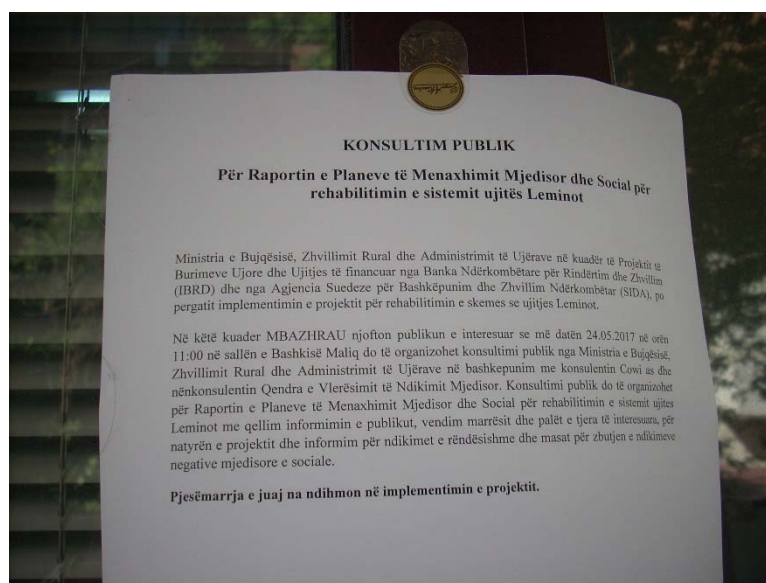 KONSULTIM PUBLIK
Për Raportin e Planeve të Menaxhimit Mjedisor dhe Social për
rehabilitimin e sistemit ujitës Leminot
Ministria e Bujqësisë, Zhvillimit Rural dhe Administrimit të Ujërave në kuadër të Projektit të
Burimeve Ujore dhe Ujitjes të financuar nga Banka Ndërkombëtare për Rindërtim dhe Zhvillim
(IBRD) dhe nga Agjencia Suedeze për Bashkëpunim dhe Zhvillim Ndërkombëtar (SIDA), po
pergatit implementimin e projektit për rehabilitimin e skemes se ujitjes Leminot.
Në këtë kuader MBAZHRAU njofton publikun e interesuar se më datën 24.05.2017 në orën
11:00 në sallën e Bashkisë Maliq do të organizohet konsultimi publik nga Ministria e Bujqësisë,
Zhvillimit Rural dhe Administrimit të Ujërave në bashkepunim me konsulentin Cowi as dhe
nënkonsulentin Qendra e Vlerësimit të Ndikimit Mjedisor. Konsultimi publik do të organizohet
për Raportin e Planeve të Menaxhimit Mjedisor dhe Social për rehabilitimin e sistemit ujites
Leminot me qellim informimin e publikut, vendim marrësit dhe palët e tjera të interesuara, për
natyrën e projektit dhe informim për ndikimet e rëndësishme dhe masat për zbutjen e ndikimeve
negative mjedisore e sociale.
Pjesëmarrja e juaj na ndihmon në implementimin e projektit.